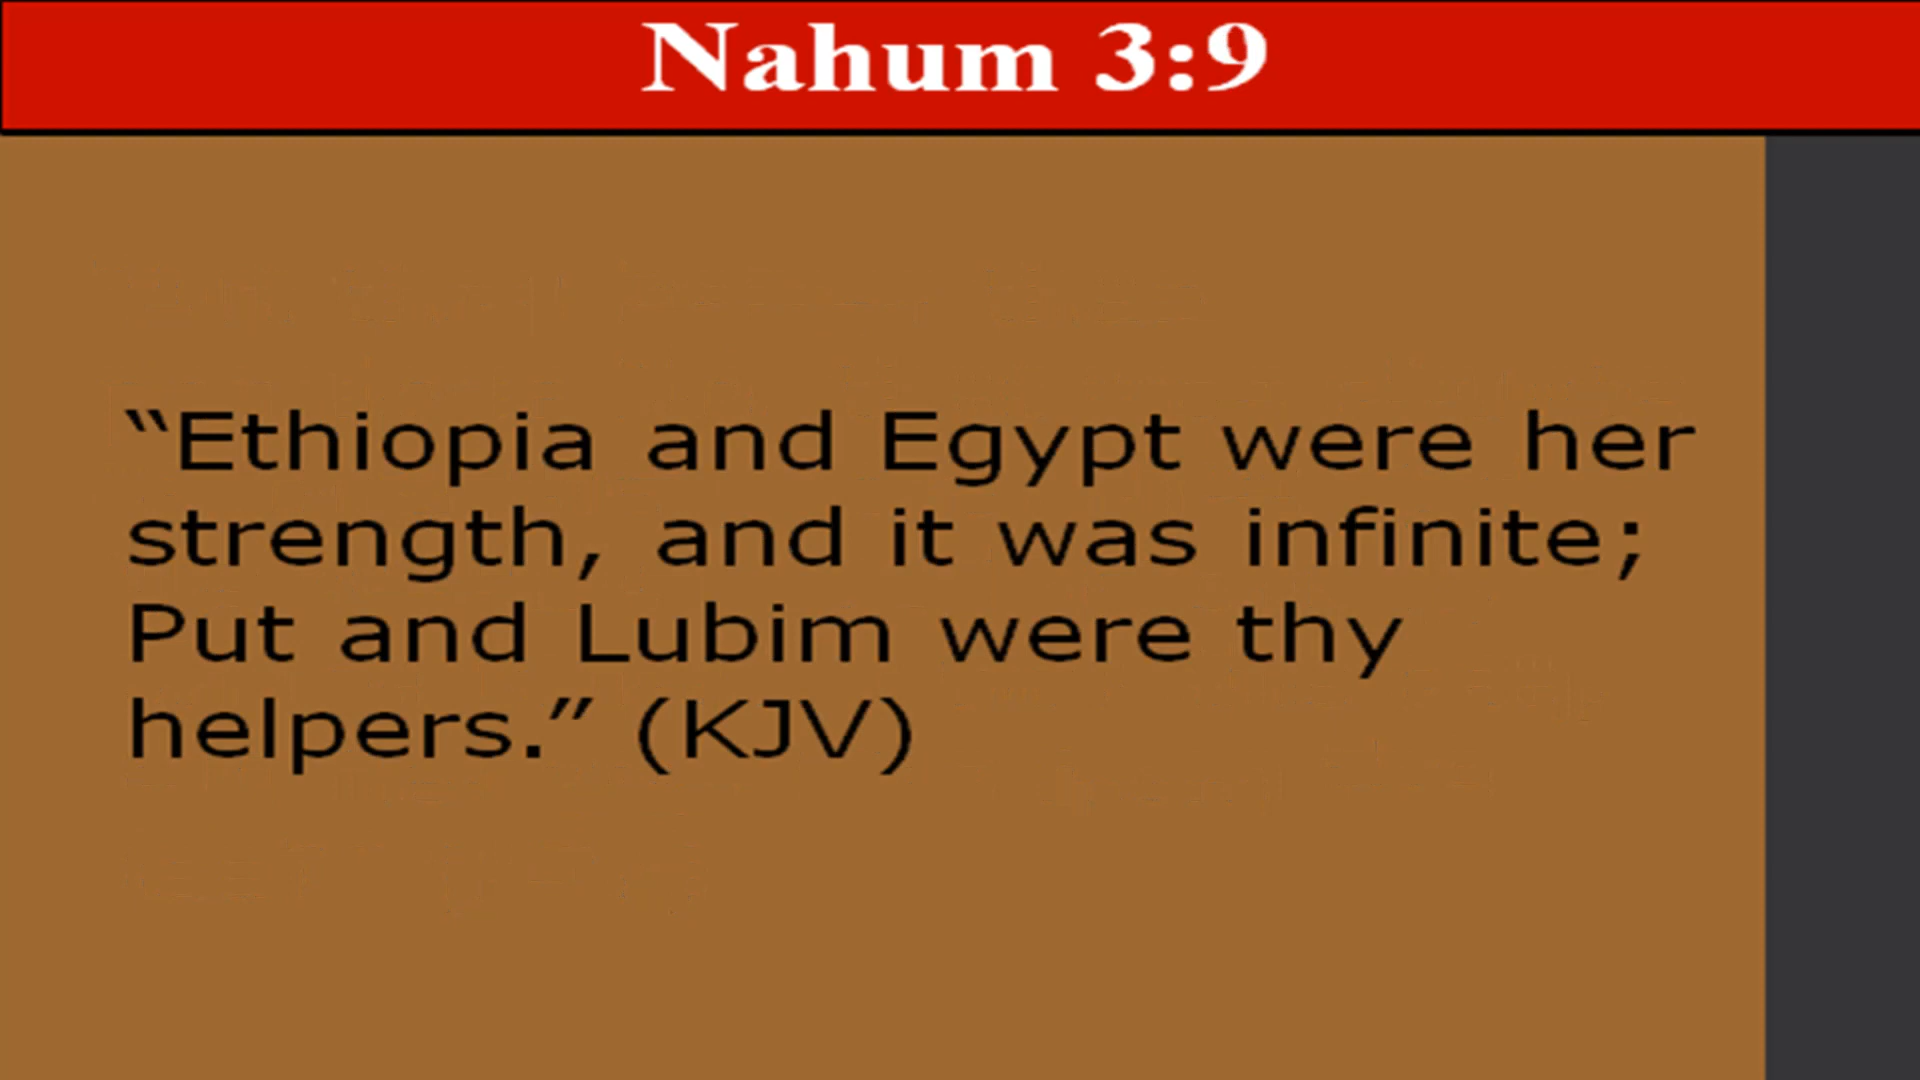 Nahum 3:9
“Ethiopia and Egypt were her
strength, and it was infinite;
Put and Lubim were thy
helpers.” (KJV)